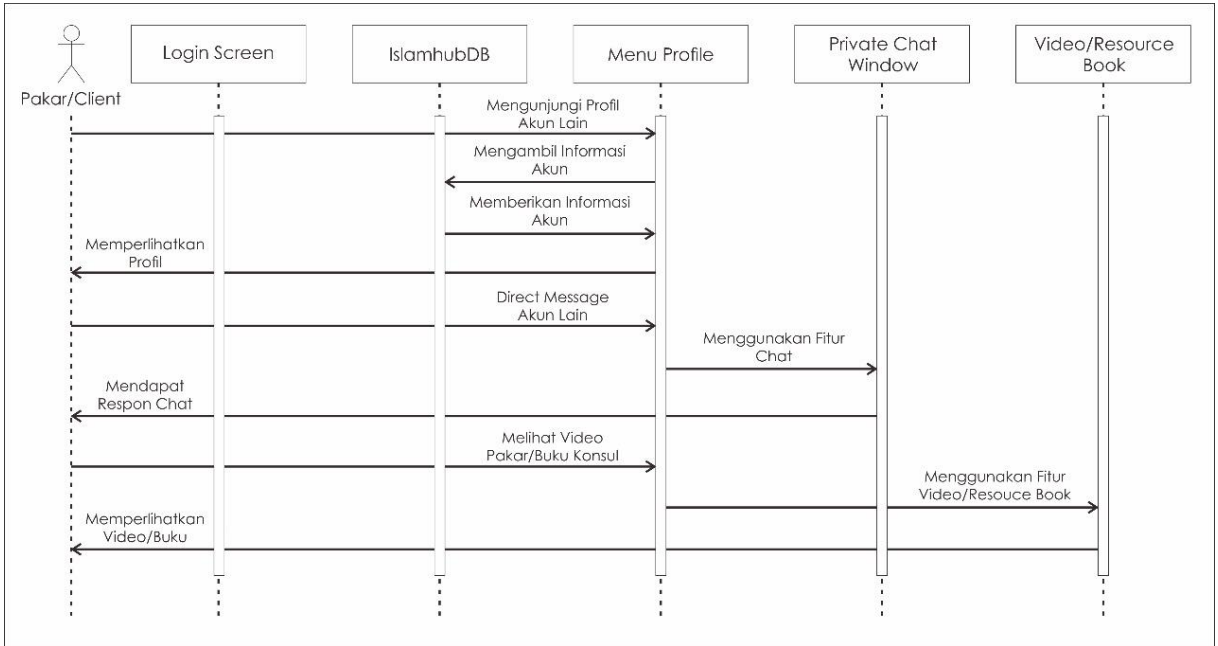 Pakar/Client
Login Screen
IslamhubDB
Menu Profile
Private Chat
Window
Video/Resource
Book
Mengunjungi Profil
Akun Lain
Mengambil Informasi
Akun
Memberikan Informasi
Akun
Memperlihatkan
Profil
Direct Message
Akun Lain
Menggunakan Fitur
Chat
Mendapat
Respon Chat
Melihat Video
Pakar/Buku Konsul
Menggunakan Fitur
Video/Resouce Book
Memperlihatkan
Video/Buku